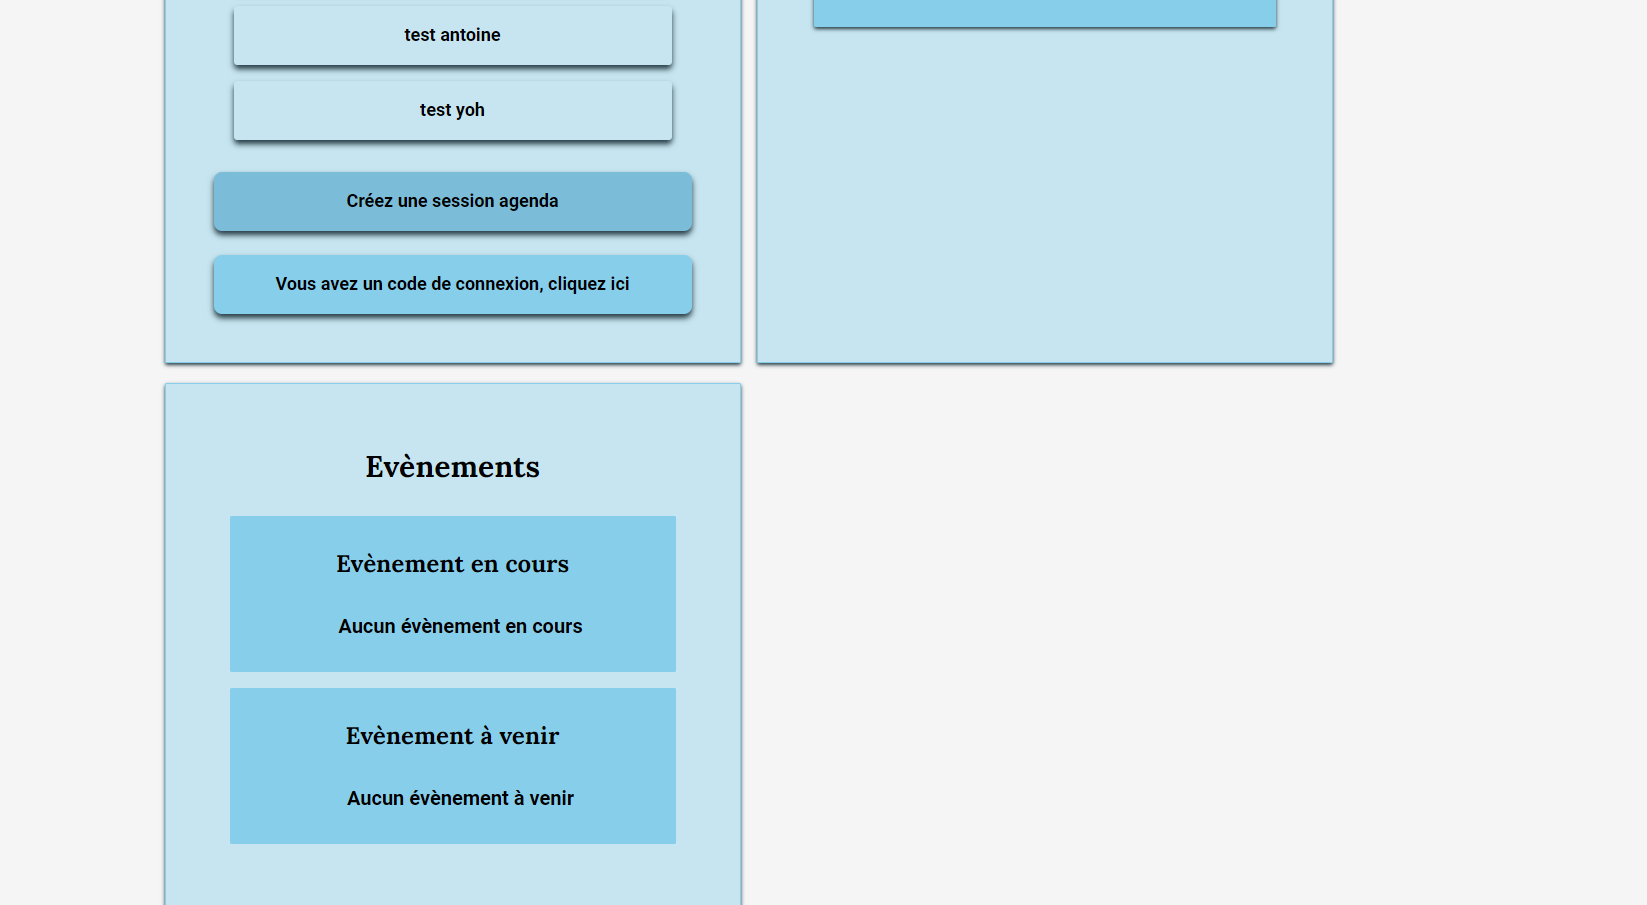 test antoine
test yoh
Créez une session agenda
Vous avez un code de connexion, cliquez ici
Evènements
Evènement en cours
Aucun évènement en cours
Evènement à venir
Aucun évènement à venir